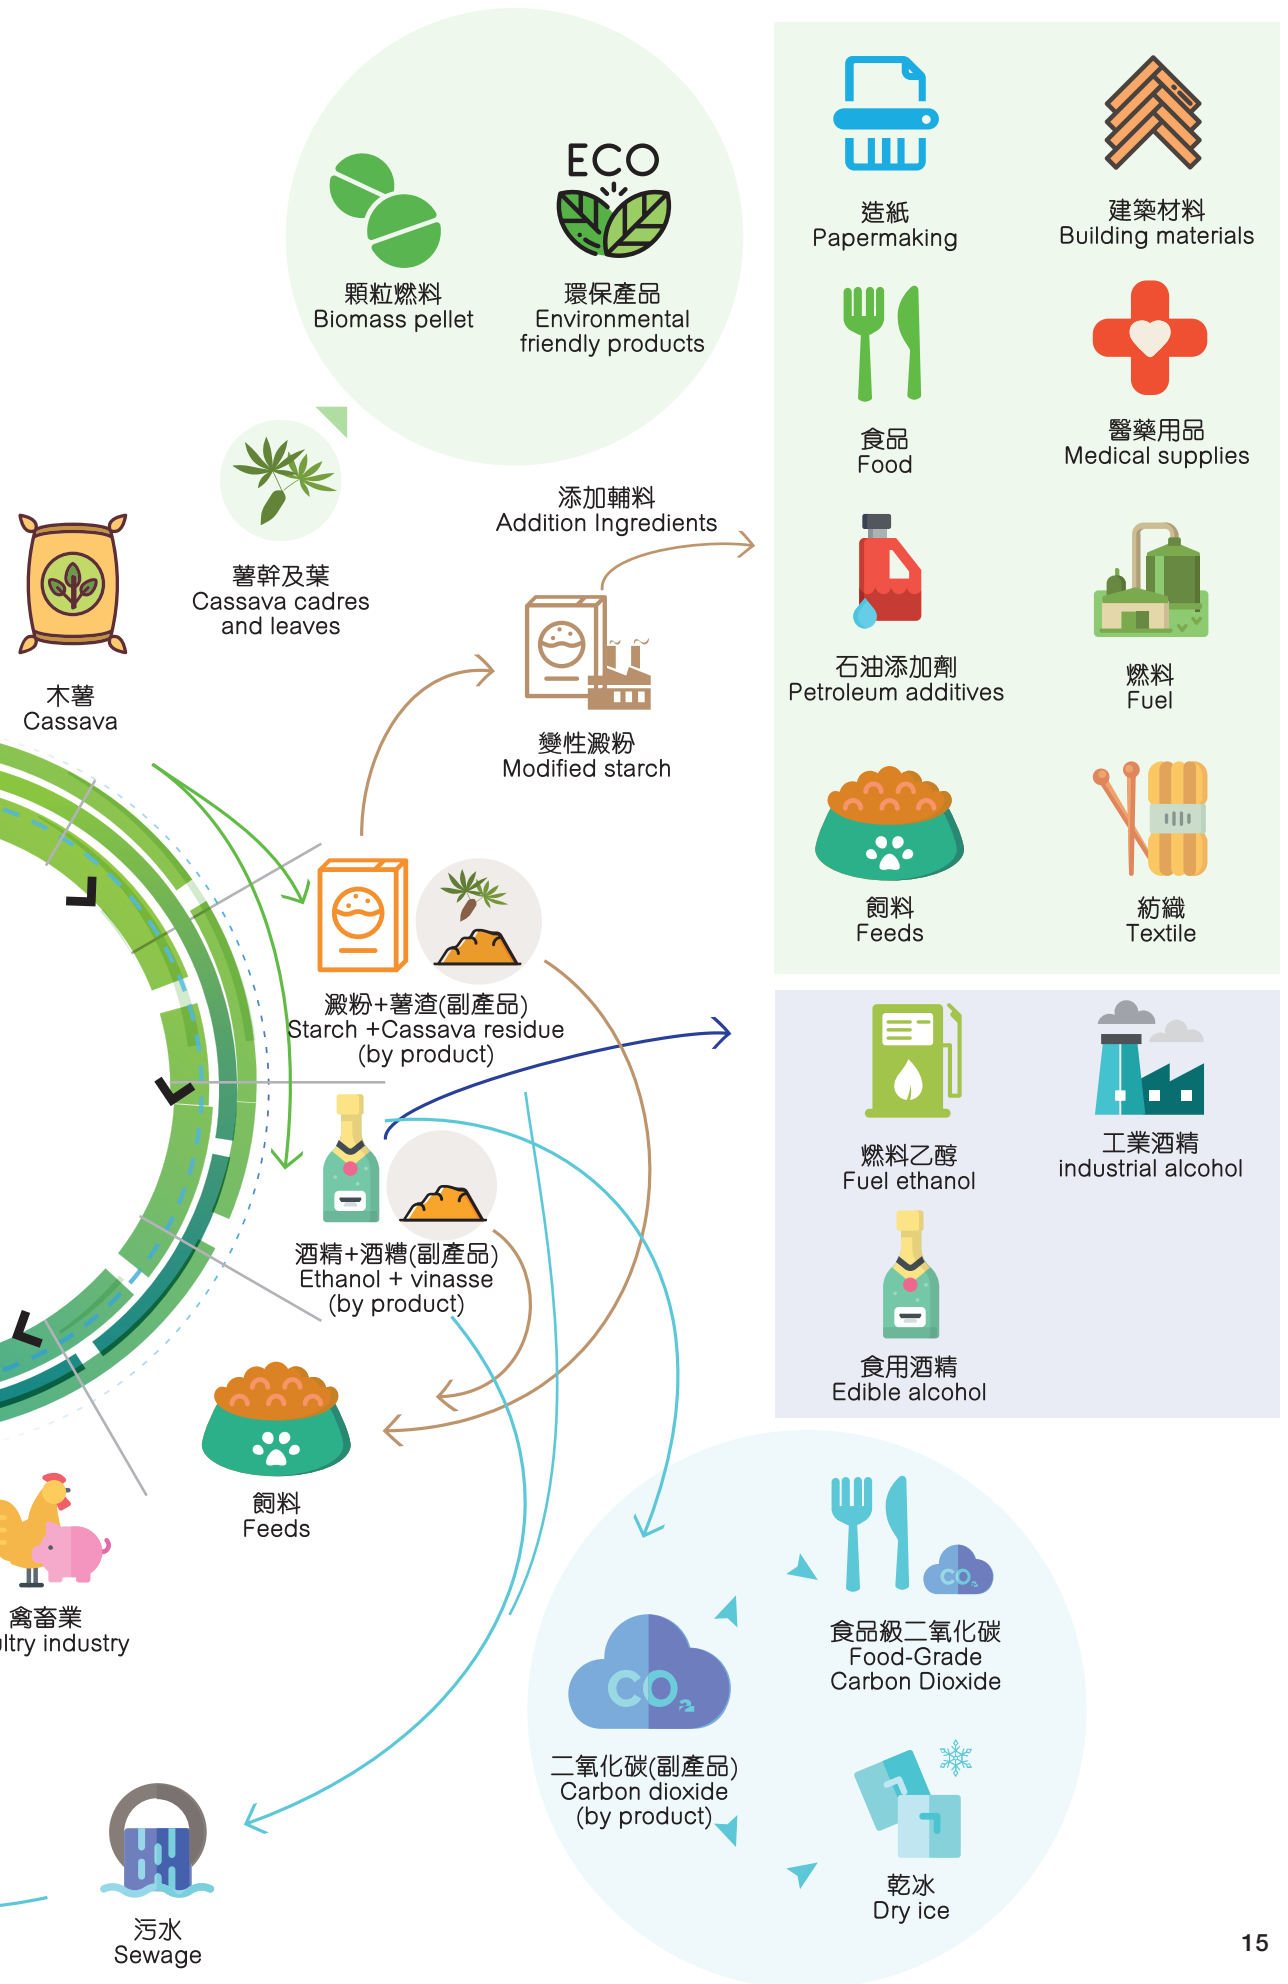 ECO
顆粒燃料
Biomass pellet
環保產品
Environmental
friendly products
造紙
Papermaking
建築材料
Building materials
食品
Food
醫藥用品
Medical supplies
石油添加劑
Petroleum additives
燃料
Fuel
飼料
Feeds
紡織
Textile
薯幹及葉
Cassava cadres
and leaves
添加輔料
Addition Ingredients
木薯
Cassava
變性澱粉
Modified starch
澱粉+薯渣(副產品)
Starch +Cassava residue
(by product)
燃料乙醇
Fuel ethanol
工業酒精
industrial alcohol
食用酒精
Edible alcohol
酒精+酒糟(副產品)
Ethanol + vinasse
(by product)
飼料
Feeds
禽畜業
ltry industry
CO2
二氧化碳(副產品)
Carbon dioxide
(by product)
CO2
食品級二氧化碳
Food-Grade
Carbon Dioxide
乾冰
Dry ice
污水
Sewage
15